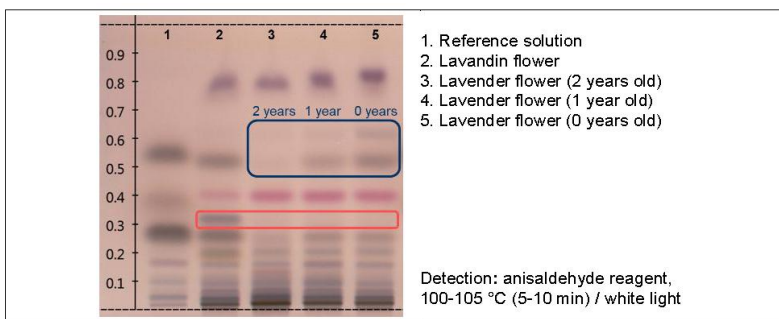 1 2 3 4 5
0.9
0.8
0.7
2 years 1 year 0 years
0.6
0.5
0.4
0.3
0.2
0.1
1. Reference solution
2. Lavandin flower
3. Lavender flower (2 years old)
4. Lavender flower (1 year old)
5. Lavender flower (0 years old)
Detection: anisaldehyde reagent,
100-105 °C (5-10 min) / white light